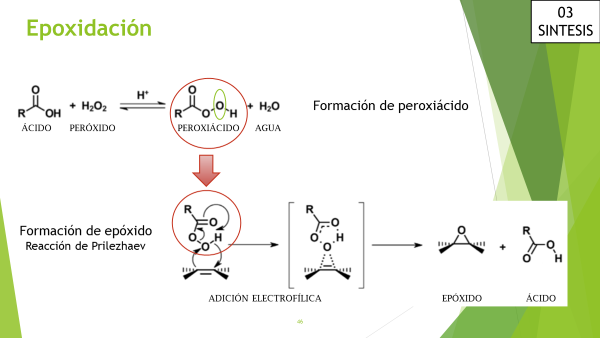 Epoxidación
03
SINTESIS
R O OH + H₂O₂ H⁺ R O O O H + H₂O
ÁCIDO PERÓXIDO PEROXIÁCIDO AGUA
Formación de peroxiácido
Formación de epóxido
Reacción de Prilezhaev
R O O O H
R O O O H
O + R O O H
ADICIÓN ELECTROFÍLICA
EPÓXIDO ÁCIDO